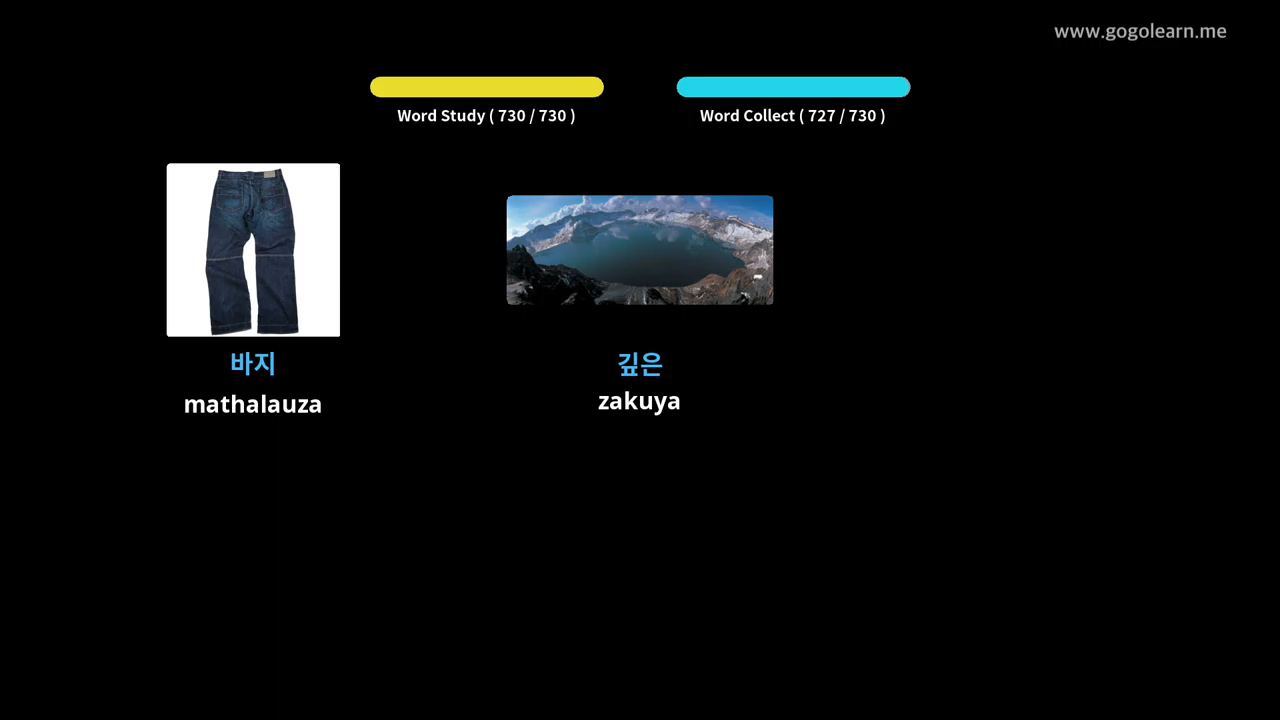 www.gogolearn.me
Word Study ( 730 / 730 )
Word Collect ( 727 / 730 )
바지
mathalauza
깊은
zakuya